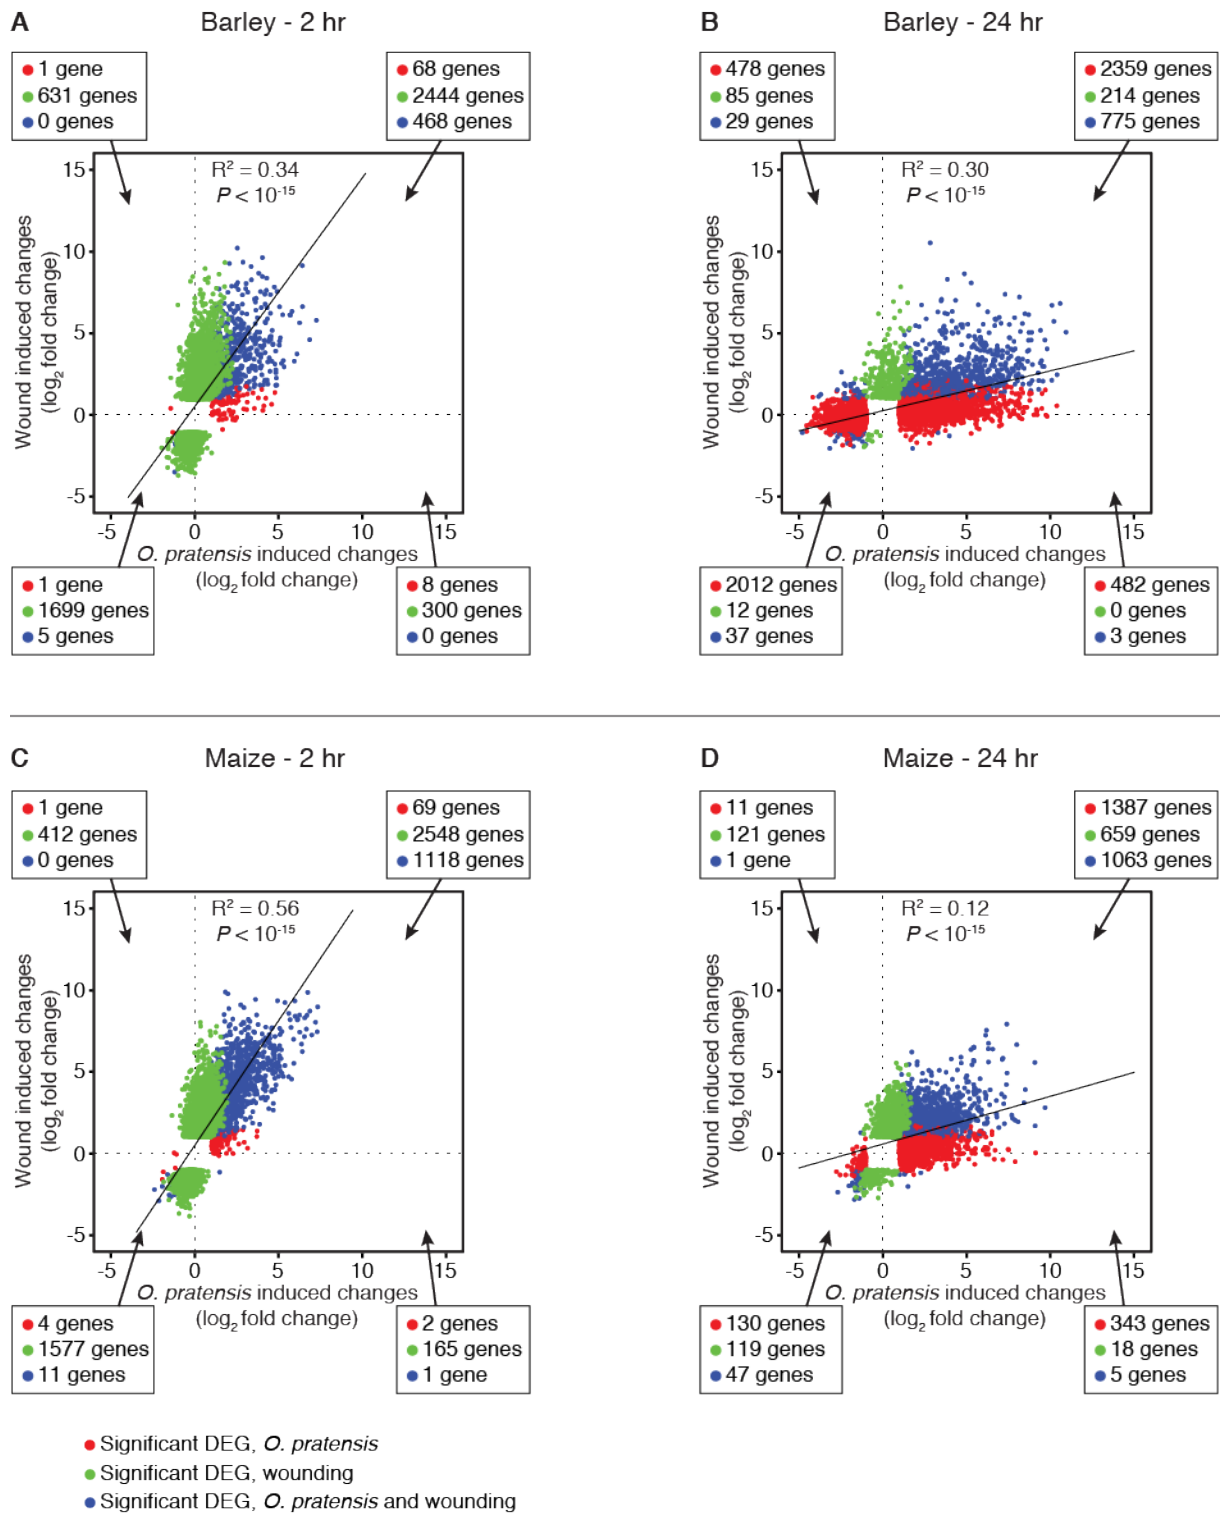 A
Barley - 2 hr
1 gene
631 genes
0 genes
68 genes
2444 genes
468 genes
R² = 0.34
P < 10⁻¹⁵
15
10
5
0
-5
Wound induced changes
(log₂ fold change)
-5 0 5 10 15
O. pratensis induced changes
(log₂ fold change)
1 gene
1699 genes
5 genes
8 genes
300 genes
0 genes
B
Barley - 24 hr
478 genes
85 genes
29 genes
2359 genes
214 genes
775 genes
R² = 0.30
P < 10⁻¹⁵
15
10
5
0
-5
Wound induced changes
(log₂ fold change)
-5 0 5 10 15
O. pratensis induced changes
(log₂ fold change)
2012 genes
12 genes
37 genes
482 genes
0 genes
3 genes
C
Maize - 2 hr
1 gene
412 genes
0 genes
69 genes
2548 genes
1118 genes
R² = 0.56
P < 10⁻¹⁵
15
10
5
0
-5
Wound induced changes
(log₂ fold change)
-5 0 5 10 15
O. pratensis induced changes
(log₂ fold change)
4 genes
1577 genes
11 genes
2 genes
165 genes
1 gene
D
Maize - 24 hr
11 genes
121 genes
1 gene
1387 genes
659 genes
1063 genes
R² = 0.12
P < 10⁻¹⁵
15
10
5
0
-5
Wound induced changes
(log₂ fold change)
-5 0 5 10 15
O. pratensis induced changes
(log₂ fold change)
130 genes
119 genes
47 genes
343 genes
18 genes
5 genes
Significant DEG, O. pratensis
Significant DEG, wounding
Significant DEG, O. pratensis and wounding